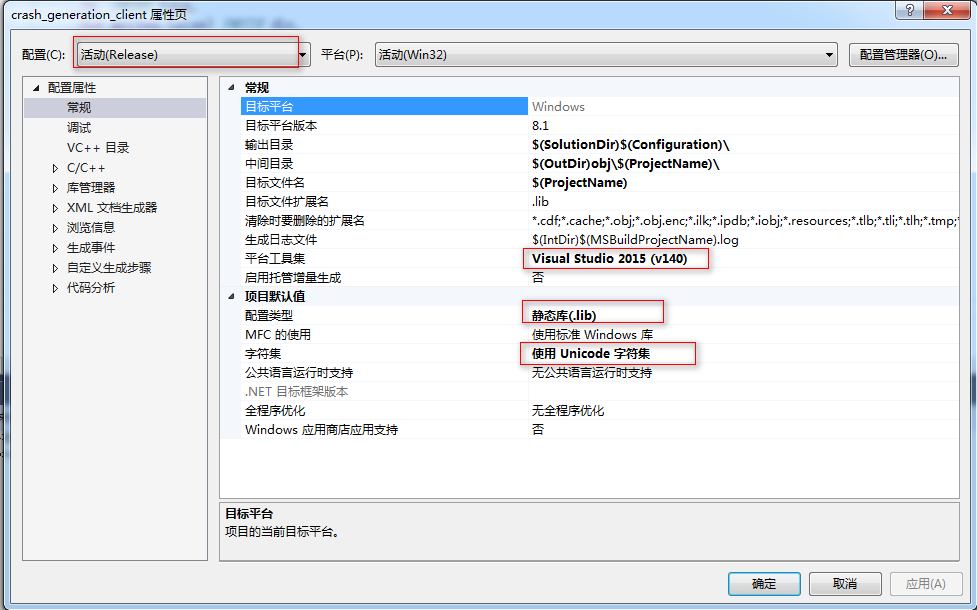 crash_generation_client 属性页
配置(C): 活动(Release) 平台(P): 活动(Win32) 配置管理器(O)...
配置属性
常规
调试
VC++ 目录
C/C++
库管理器
XML 文档生成器
浏览信息
生成事件
自定义生成步骤
代码分析
常规
目标平台 Windows
目标平台版本 8.1
输出目录 $(SolutionDir)$(Configuration)\
中间目录 $(OutDir)obj\$(ProjectName)\
目标文件名 $(ProjectName)
目标文件扩展名 .lib
清除时要删除的扩展名 *.cdf;*.cache;*.obj;*.obj.enc;*.ilk;*.ipdb;*.iobj;*.resources;*.tlb;*.tli;*.tlh;*.tmp;*
生成日志文件 $(IntDir)$(MSBuildProjectName).log
平台工具集 Visual Studio 2015 (v140)
启用托管增量生成 否
项目默认值
配置类型 静态库(.lib)
MFC 的使用 使用标准 Windows 库
字符集 使用 Unicode 字符集
公共语言运行时支持 无公共语言运行时支持
.NET 目标框架版本
全程序优化 无全程序优化
Windows 应用商店应用支持 否
目标平台
项目的当前目标平台。
确定 取消 应用(A)